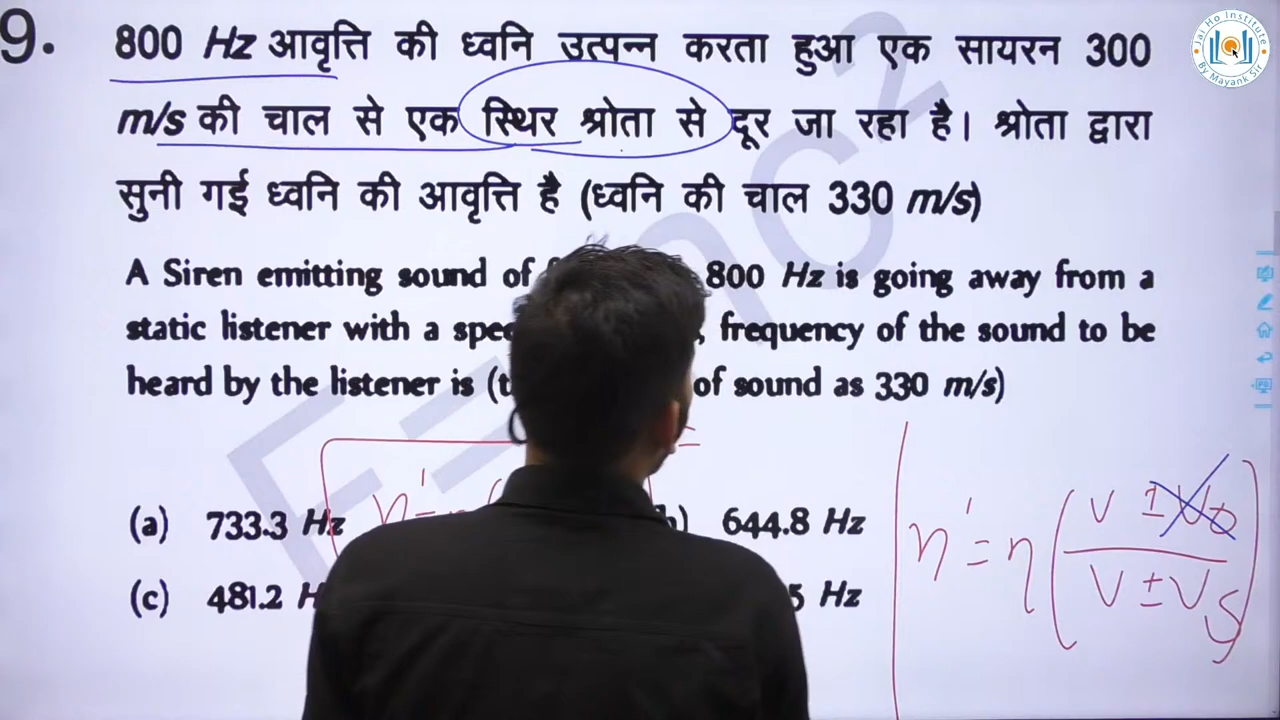 9. 800 Hz आवृत्ति की ध्वनि उत्पन्न करता हुआ एक सायरन 300
m/s की चाल से एक स्थिर श्रोता से दूर जा रहा है। श्रोता द्वारा
सुनी गई ध्वनि की आवृत्ति है (ध्वनि की चाल 330 m/s)
A Siren emitting sound of 800 Hz is going away from a
static listener with a frequency of the sound to be
heard by the listener is of sound as 330 m/s)
(a) 733.3 Hz 644.8 Hz
(c) 481.2 Hz
n' = n
n' = n (V ± V₀ / V ± Vs)
Jai Ho Institute
By Mayank Sir
E=mc²